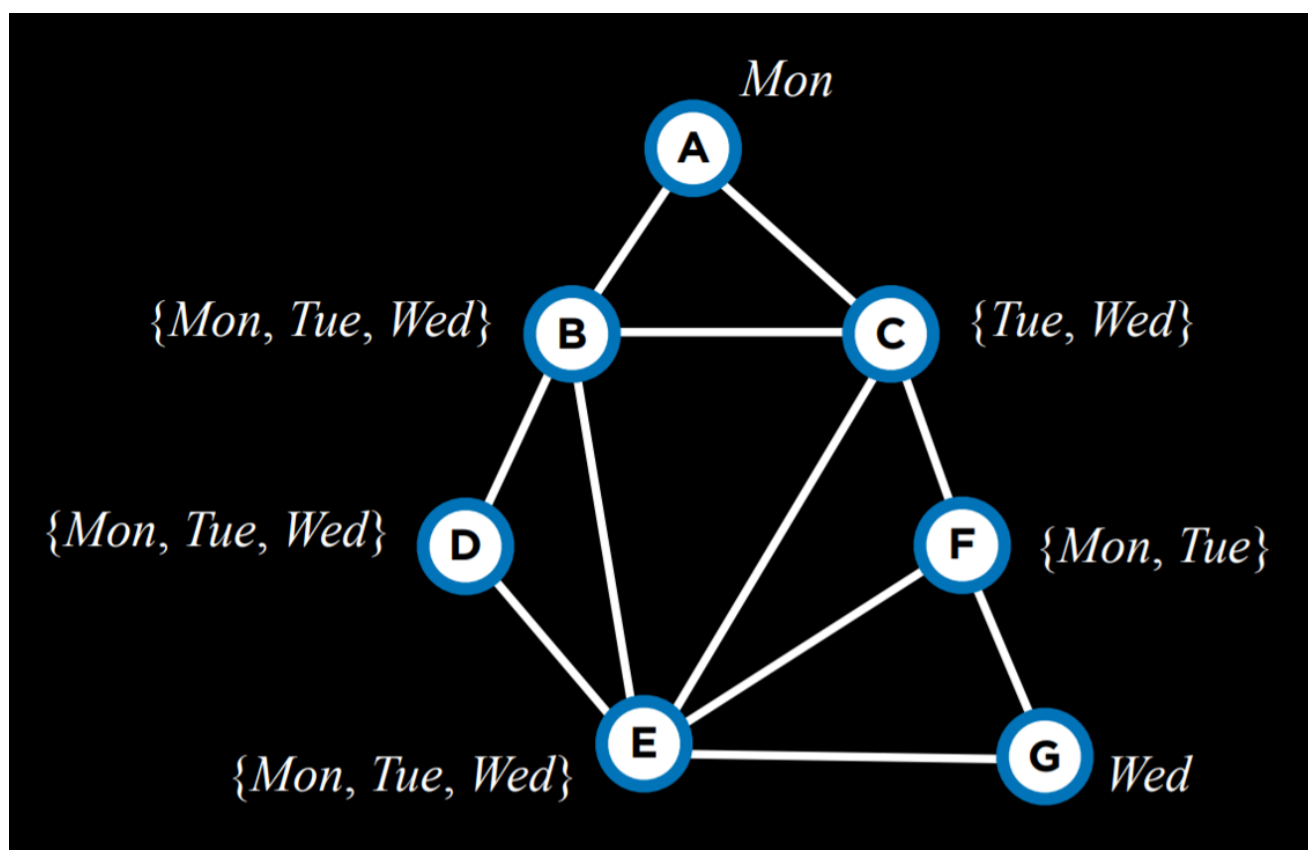 Mon
A
{Mon, Tue, Wed}
B
C
{Tue, Wed}
{Mon, Tue, Wed}
D
F
{Mon, Tue}
E
G
{Mon, Tue, Wed}
Wed